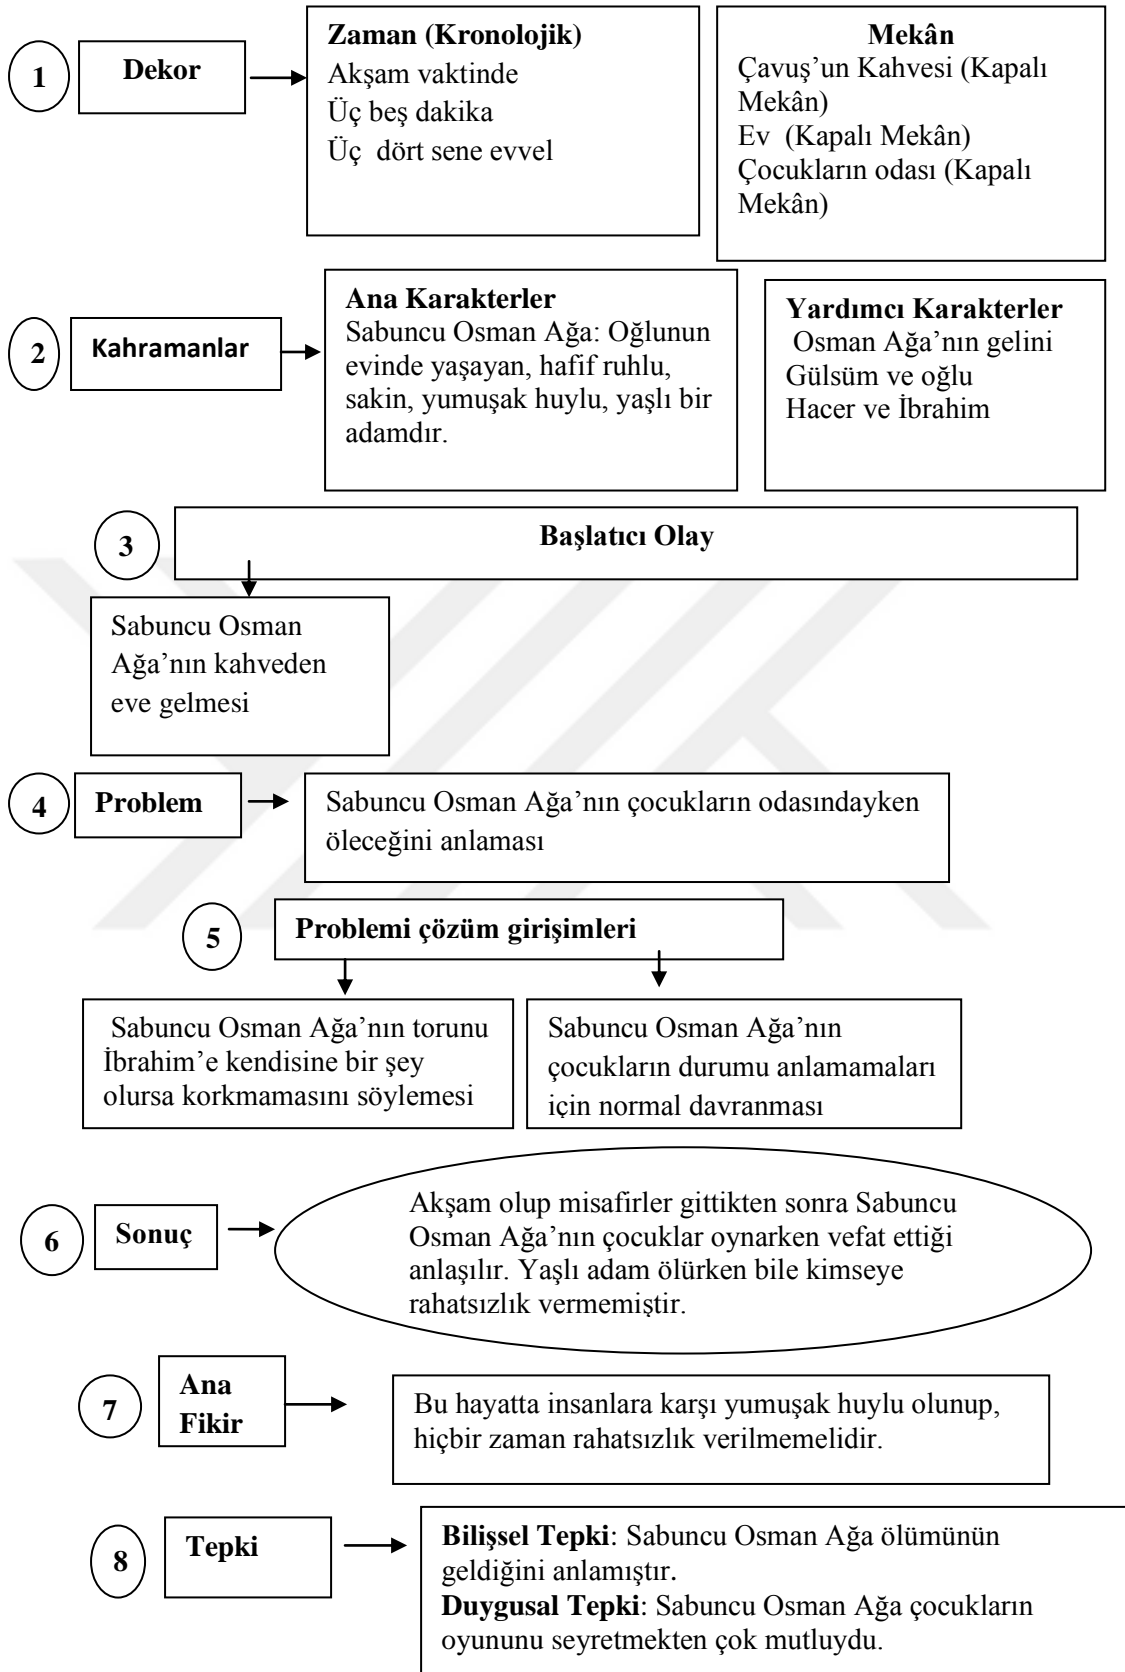 1
Dekor
Zaman (Kronolojik)
Akşam vaktinde
Üç beş dakika
Üç dört sene evvel
Mekân
Çavuş’un Kahvesi (Kapalı
Mekân)
Ev (Kapalı Mekân)
Çocukların odası (Kapalı
Mekân)
2
Kahramanlar
Ana Karakterler
Sabuncu Osman Ağa: Oğlunun
evinde yaşayan, hafif ruhlu,
sakin, yumuşak huylu, yaşlı bir
adamdır.
Yardımcı Karakterler
Osman Ağa’nın gelini
Gülsüm ve oğlu
Hacer ve İbrahim
3
Başlatıcı Olay
Sabuncu Osman
Ağa’nın kahveden
eve gelmesi
4
Problem
Sabuncu Osman Ağa’nın çocukların odasındayken
öleceğini anlaması
5
Problemi çözüm girişimleri
Sabuncu Osman Ağa’nın torunu
İbrahim’e kendisine bir şey
olursa korkmamasını söylemesi
Sabuncu Osman Ağa’nın
çocukların durumu anlamamaları
için normal davranması
6
Sonuç
Akşam olup misafirler gittikten sonra Sabuncu
Osman Ağa’nın çocuklar oynarken vefat ettiği
anlaşılır. Yaşlı adam ölürken bile kimseye
rahatsızlık vermemiştir.
7
Ana
Fikir
Bu hayatta insanlara karşı yumuşak huylu olunup,
hiçbir zaman rahatsızlık verilmemelidir.
8
Tepki
Bilişsel Tepki: Sabuncu Osman Ağa ölümünün
geldiğini anlamıştır.
Duygusal Tepki: Sabuncu Osman Ağa çocukların
oyununu seyretmekten çok mutluydu.